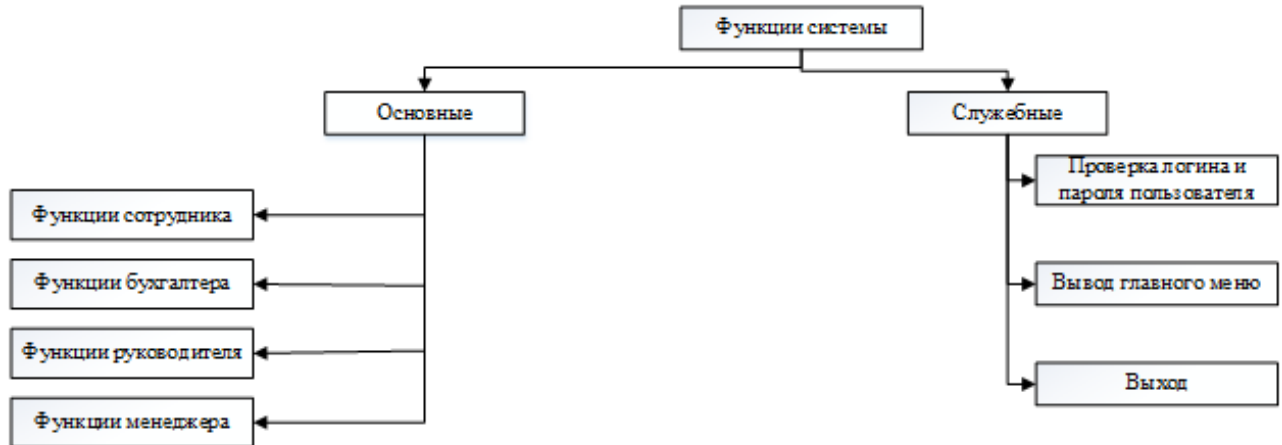 Функции системы
Основные
Служебные
Проверка логина и
пароля пользователя
Функции сотрудника
Функции бухгалтера
Вывод главного меню
Функции руководителя
Выход
Функции менеджера